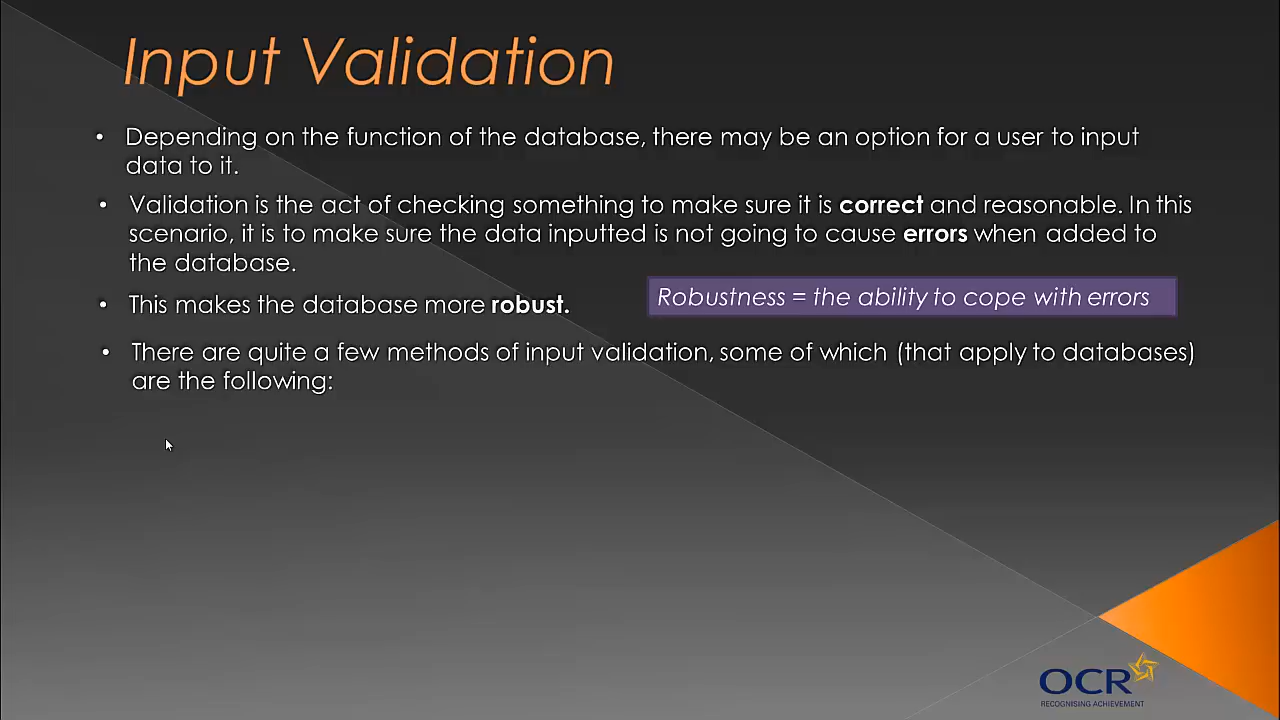 Input Validation
• Depending on the function of the database, there may be an option for a user to input
data to it.
• Validation is the act of checking something to make sure it is correct and reasonable. In this
scenario, it is to make sure the data inputted is not going to cause errors when added to
the database.
• This makes the database more robust.
Robustness = the ability to cope with errors
• There are quite a few methods of input validation, some of which (that apply to databases)
are the following:
OCR
RECOGNISING ACHIEVEMENT